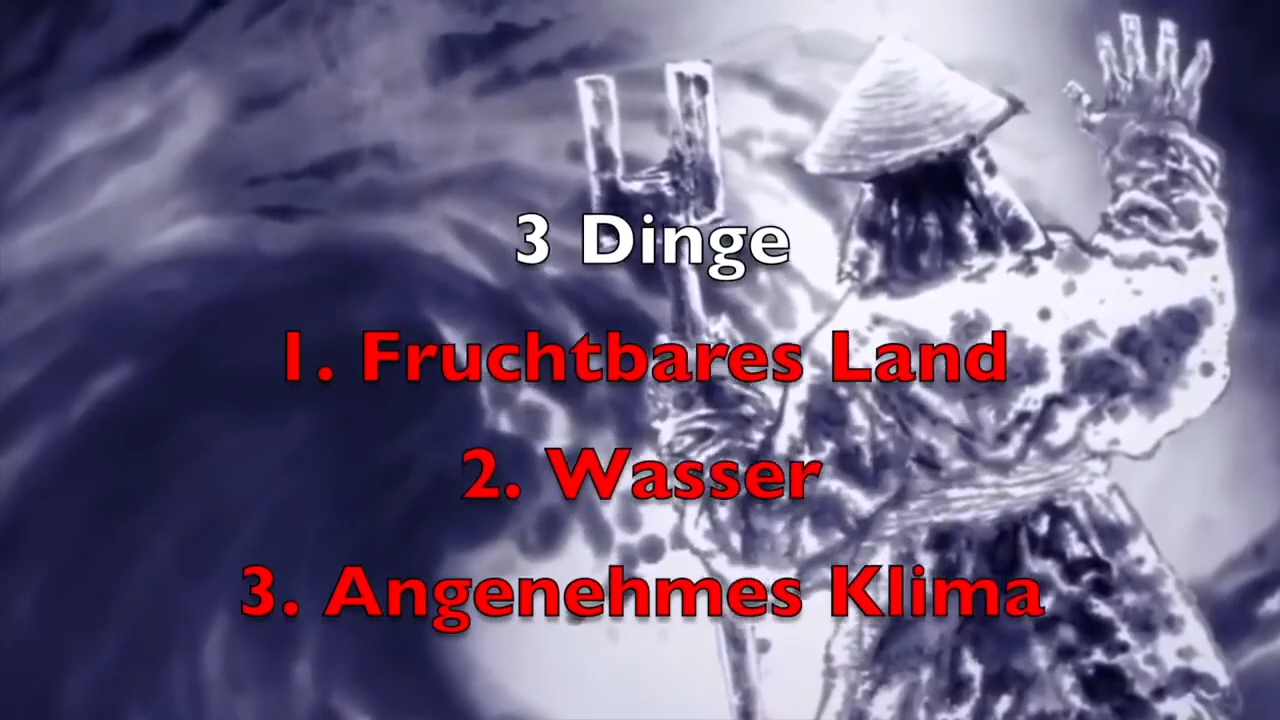 3 Dinge
1. Fruchtbares Land
2. Wasser
3. Angenehmes Klima